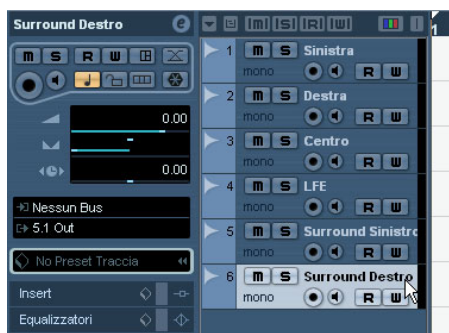 Surround Destro
e
m S R W
0.00
0.00
Nessun Bus
5.1 Out
No Preset Traccia
Insert
Equalizzatori
m S R W
1
1 m S Sinistra
mono R W
2 m S Destra
mono R W
3 m S Centro
mono R W
4 m S LFE
mono R W
5 m S Surround Sinistro
mono R W
6 m S Surround Destro
mono R W